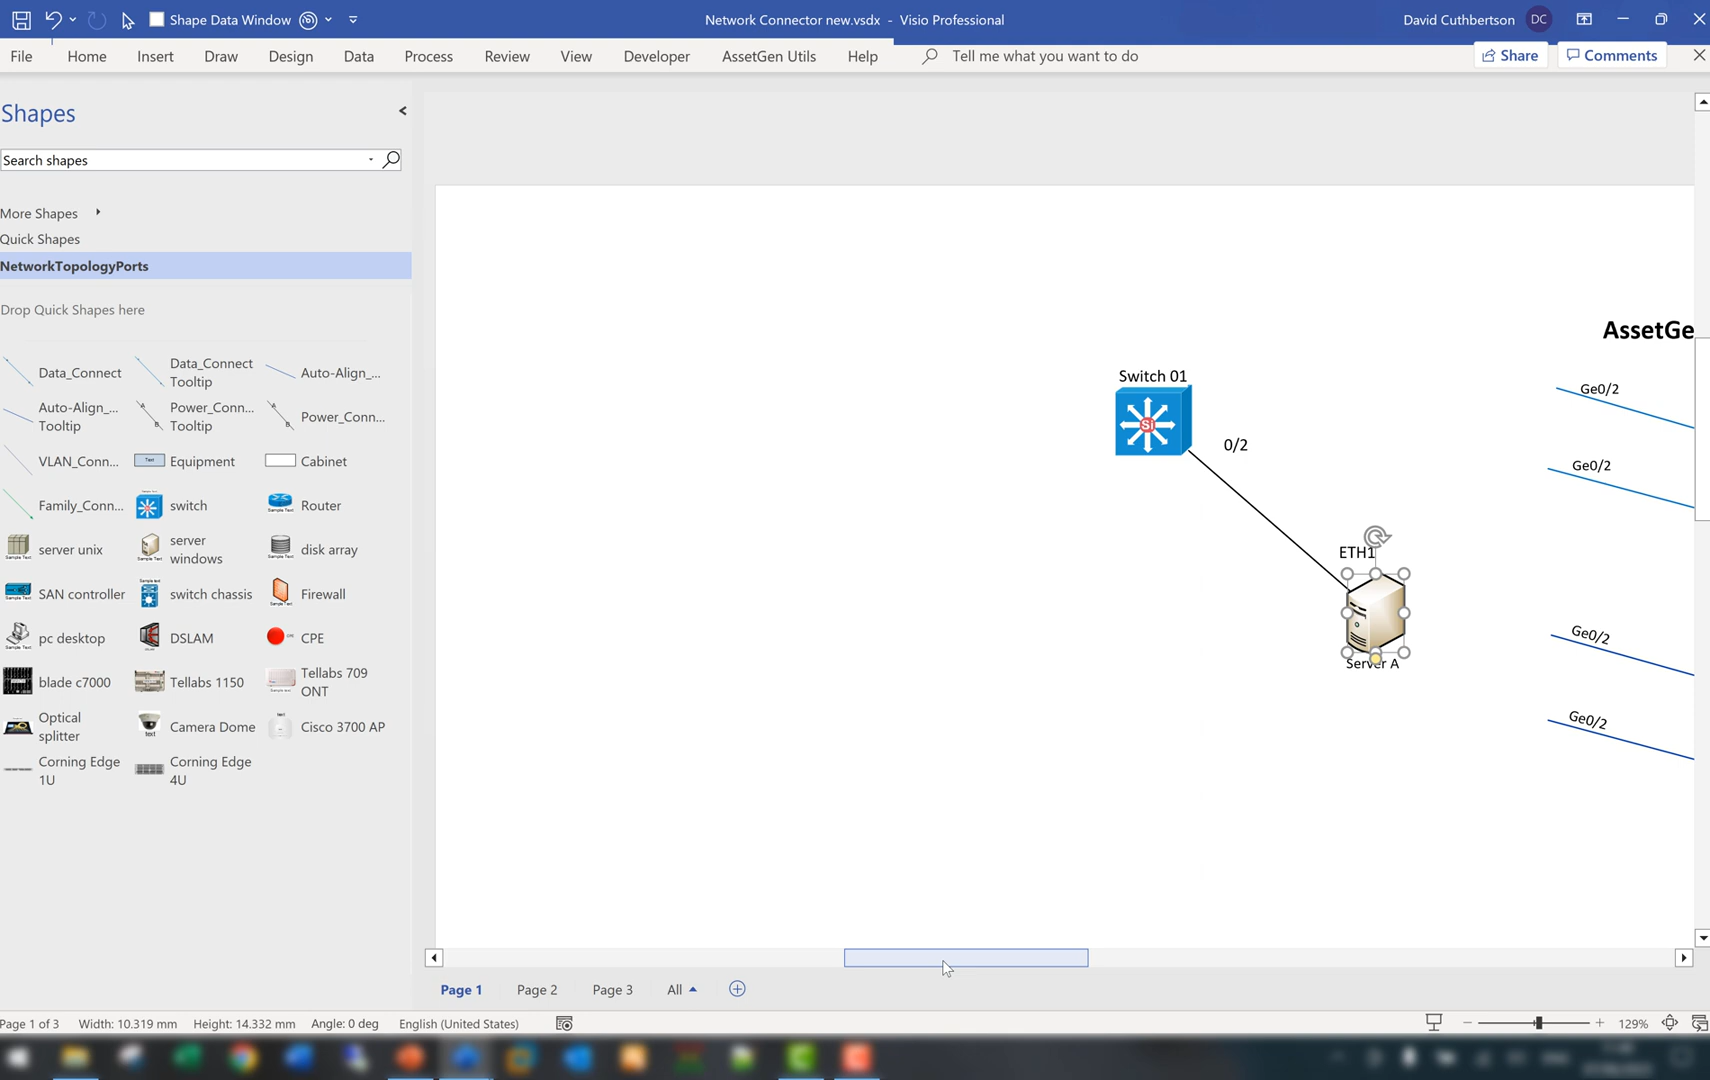 Shape Data Window
Network Connector new.vsdx - Visio Professional
David Cuthbertson
DC
File Home Insert Draw Design Data Process Review View Developer AssetGen Utils Help Tell me what you want to do
Share
Comments
Shapes
Search shapes
More Shapes
Quick Shapes
NetworkTopologyPorts
Drop Quick Shapes here
Data_Connect
Data_Connect
Tooltip
Auto-Align_...
Auto-Align_...
Tooltip
Power_Conn...
Tooltip
Power_Conn...
VLAN_Conn...
Equipment
Cabinet
Family_Conn...
switch
Router
server unix
server
windows
disk array
SAN controller
switch chassis
Firewall
pc desktop
DSLAM
CPE
blade c7000
Tellabs 1150
Tellabs 709
ONT
Optical
splitter
Camera Dome
Cisco 3700 AP
Corning Edge
1U
Corning Edge
4U
AssetGe
Switch 01
Si
0/2
ETH1
Server A
Ge0/2
Ge0/2
Ge0/2
Ge0/2
Page 1 Page 2 Page 3 All
Page 1 of 3 Width: 10.319 mm Height: 14.332 mm Angle: 0 deg English (United States)
129%